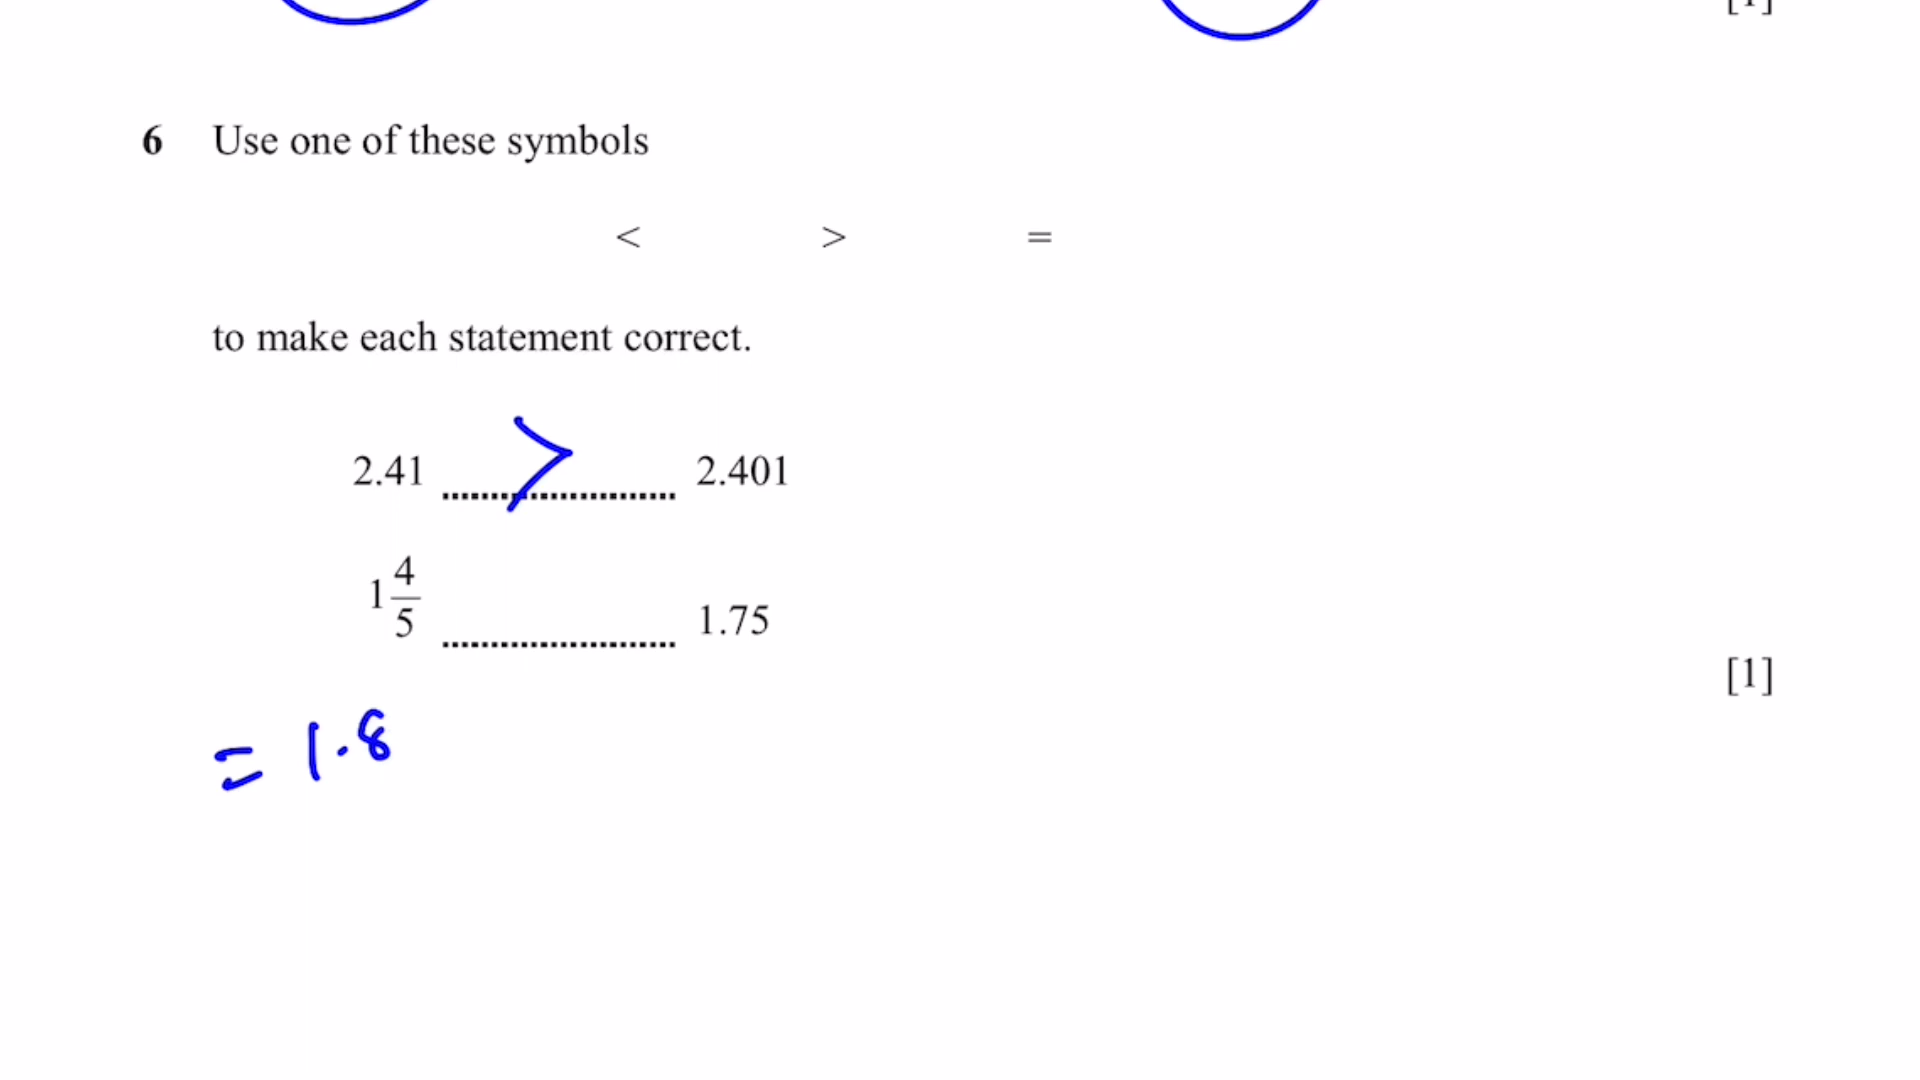 [1]
6 Use one of these symbols
< > =
to make each statement correct.
2.41 ........................ > 2.401
1 4/5 ........................ 1.75
[1]
= 1.8